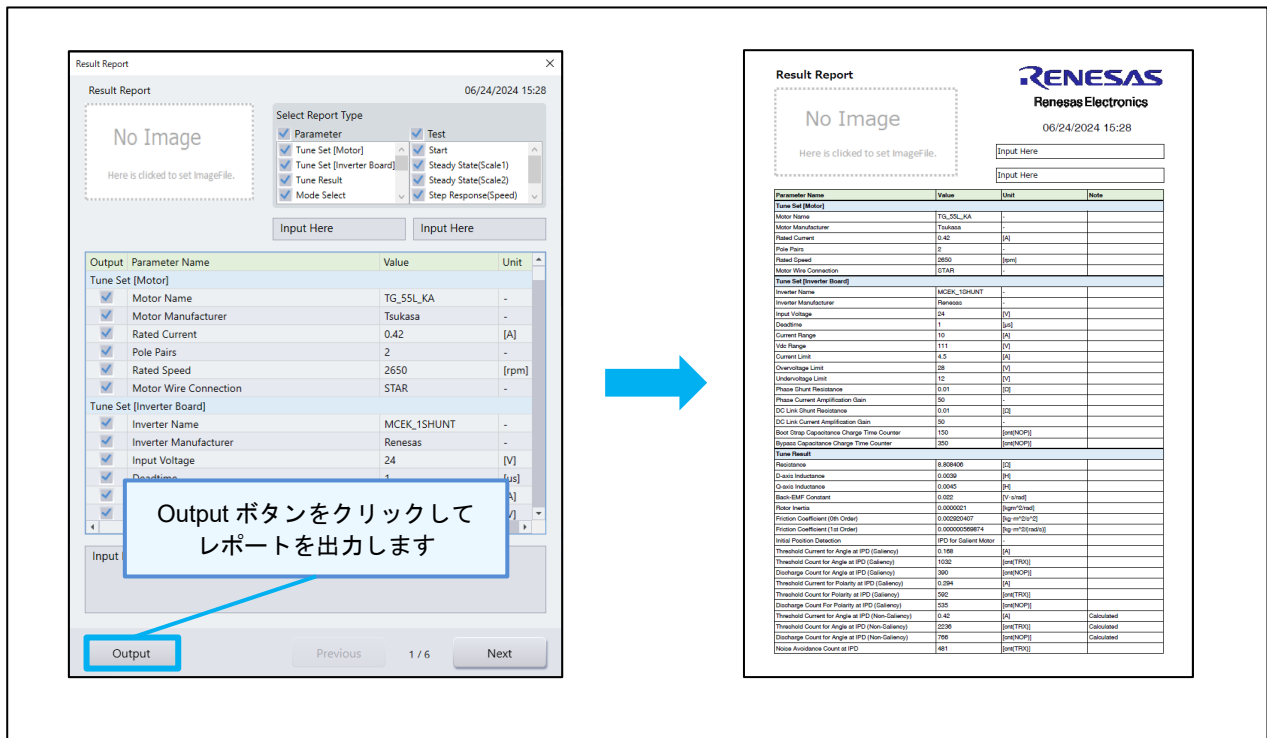 Result Report
Result Report 06/24/2024 15:28
No Image
Here is clicked to set ImageFile.
Select Report Type
Parameter Test
Tune Set [Motor] Start
Tune Set [Inverter Board] Steady State(Scale1)
Tune Result Steady State(Scale2)
Mode Select Step Response(Speed)
Input Here Input Here
Output Parameter Name Value Unit
Tune Set [Motor]
Motor Name TG_55L_KA -
Motor Manufacturer Tsukasa -
Rated Current 0.42 [A]
Pole Pairs 2 -
Rated Speed 2650 [rpm]
Motor Wire Connection STAR -
Tune Set [Inverter Board]
Inverter Name MCEK_1SHUNT -
Inverter Manufacturer Renesas -
Input Voltage 24 [V]
Output ボタンをクリックして
レポートを出力します
Input
Output Previous 1 / 6 Next
Result Report RENESAS
Renesas Electronics
06/24/2024 15:28
No Image
Here is clicked to set ImageFile.
Input Here
Input Here
Parameter Name Value Unit Note
Tune Set [Motor]
Motor Name TG_55L_KA -
Motor Manufacturer Tsukasa -
Rated Current 0.42 [A]
Pole Pairs 2 -
Rated Speed 2650 [rpm]
Motor Wire Connection STAR -
Tune Set [Inverter Board]
Inverter Name MCEK_1SHUNT -
Inverter Manufacturer Renesas -
Input Voltage 24 [V]
Deadtime 1 [μs]
Current Range 10 [A]
Vdc Range 111 [V]
Current Limit 4.5 [A]
Overvoltage Limit 28 [V]
Undervoltage Limit 12 [V]
Phase Shunt Resistance 0.01 [Ω]
Phase Current Amplification Gain 50 -
DC Link Shunt Resistance 0.01 [Ω]
DC Link Current Amplification Gain 50 -
Boot Strap Capacitance Charge Time Counter 150 [cnt(NOP)]
Bypass Capacitance Charge Time Counter 350 [cnt(NOP)]
Tune Result
Resistance 8.808406 [Ω]
D-axis Inductance 0.0039 [H]
Q-axis Inductance 0.0045 [H]
Back-EMF Constant 0.022 [V·s/rad]
Rotor Inertia 0.0000021 [kgm^2/rad]
Friction Coefficient (0th Order) 0.002920407 [kg·m^2/s^2]
Friction Coefficient (1st Order) 0.000000569874 [kg·m^2/(rad/s)]
Initial Position Detection IPD for Salient Motor -
Threshold Current for Angle at IPD (Saliency) 0.168 [A]
Threshold Count for Angle at IPD (Saliency) 1032 [cnt(TRX)]
Discharge Count for Angle at IPD (Saliency) 390 [cnt(NOP)]
Threshold Current for Polarity at IPD (Saliency) 0.294 [A]
Threshold Count for Polarity at IPD (Saliency) 592 [cnt(TRX)]
Discharge Count For Polarity at IPD (Saliency) 535 [cnt(NOP)]
Threshold Current for Angle at IPD (Non-Saliency) 0.42 [A] Calculated
Threshold Count for Angle at IPD (Non-Saliency) 2236 [cnt(TRX)] Calculated
Discharge Count for Angle at IPD (Non-Saliency) 766 [cnt(NOP)] Calculated
Noise Avoidance Count at IPD 481 [cnt(TRX)]